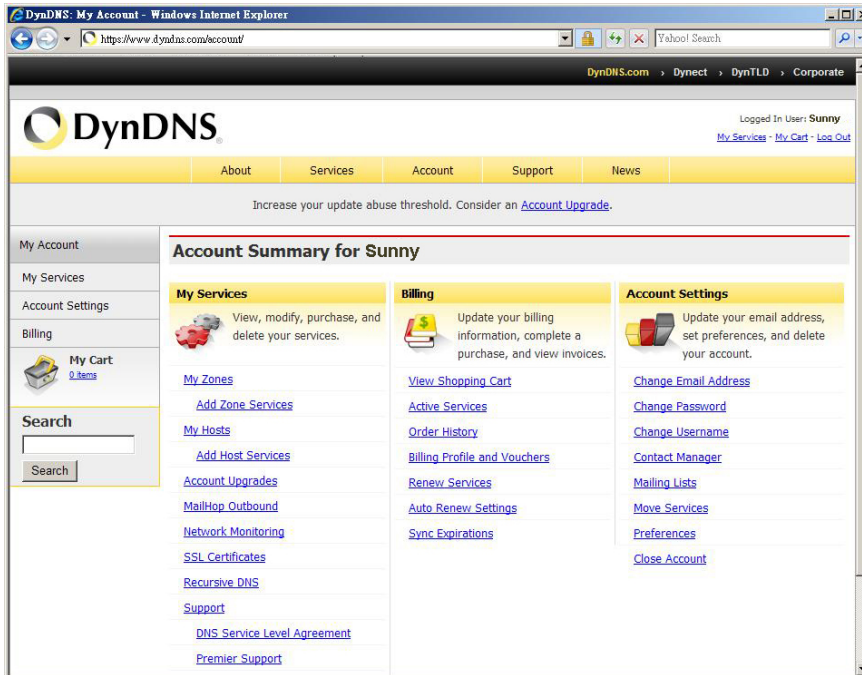 DynDNS: My Account - Windows Internet Explorer
https://www.dyndns.com/account/
Yahoo! Search
DynDNS.com › Dynect › DynTLD › Corporate
DynDNS
Logged In User: Sunny
My Services - My Cart - Log Out
About Services Account Support News
Increase your update abuse threshold. Consider an Account Upgrade.
My Account
My Services
Account Settings
Billing
My Cart
0 items
Search
Search
Account Summary for Sunny
My Services
View, modify, purchase, and
delete your services.
My Zones
Add Zone Services
My Hosts
Add Host Services
Account Upgrades
MailHop Outbound
Network Monitoring
SSL Certificates
Recursive DNS
Support
DNS Service Level Agreement
Premier Support
Billing
Update your billing
information, complete a
purchase, and view invoices.
View Shopping Cart
Active Services
Order History
Billing Profile and Vouchers
Renew Services
Auto Renew Settings
Sync Expirations
Account Settings
Update your email address,
set preferences, and delete
your account.
Change Email Address
Change Password
Change Username
Contact Manager
Mailing Lists
Move Services
Preferences
Close Account